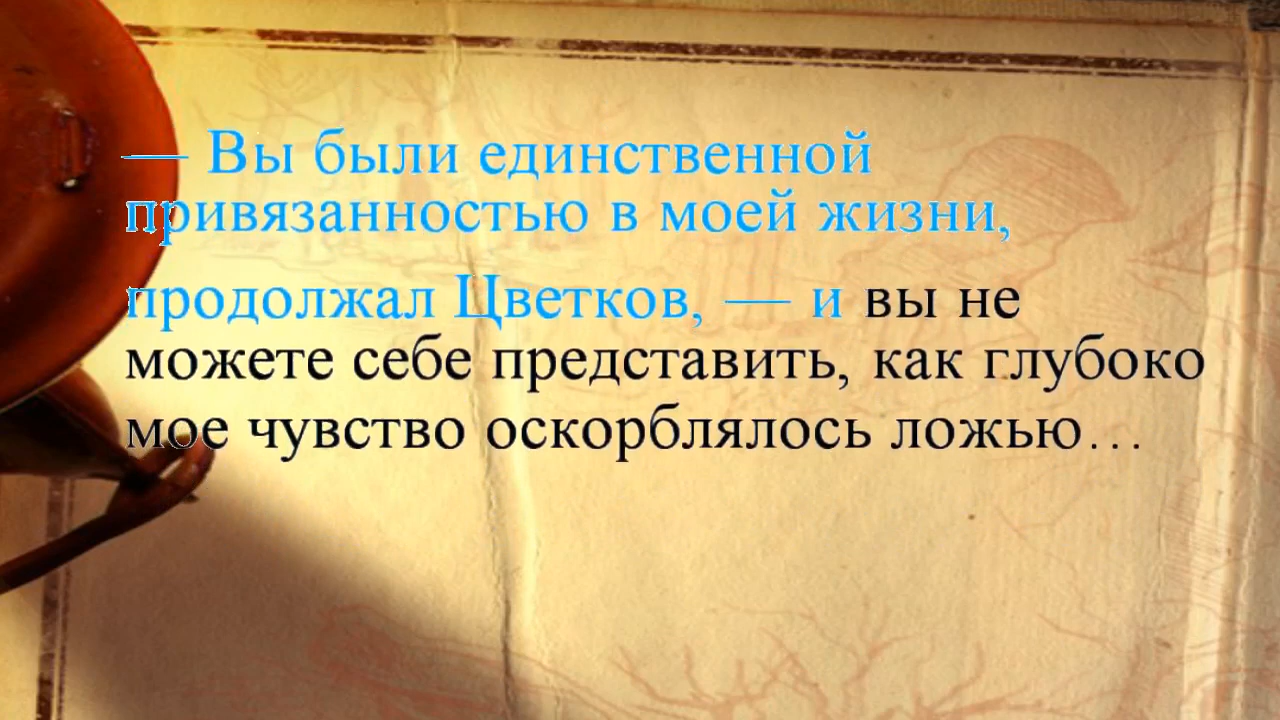 — Вы были единственной
привязанностью в моей жизни,
продолжал Цветков, — и вы не
можете себе представить, как глубоко
мое чувство оскорблялось ложью…